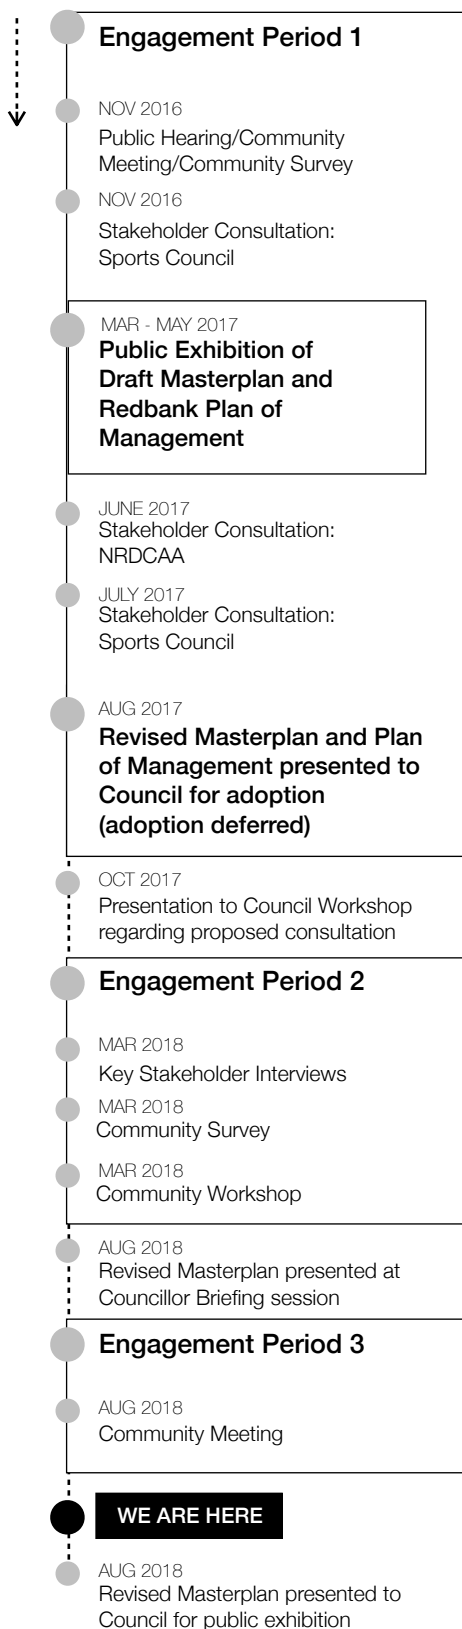 Engagement Period 1
NOV 2016
Public Hearing/Community
Meeting/Community Survey
NOV 2016
Stakeholder Consultation:
Sports Council
MAR - MAY 2017
Public Exhibition of
Draft Masterplan and
Redbank Plan of
Management
JUNE 2017
Stakeholder Consultation:
NRDCAA
JULY 2017
Stakeholder Consultation:
Sports Council
AUG 2017
Revised Masterplan and Plan
of Management presented to
Council for adoption
(adoption deferred)
OCT 2017
Presentation to Council Workshop
regarding proposed consultation
Engagement Period 2
MAR 2018
Key Stakeholder Interviews
MAR 2018
Community Survey
MAR 2018
Community Workshop
AUG 2018
Revised Masterplan presented at
Councillor Briefing session
Engagement Period 3
AUG 2018
Community Meeting
WE ARE HERE
AUG 2018
Revised Masterplan presented to
Council for public exhibition